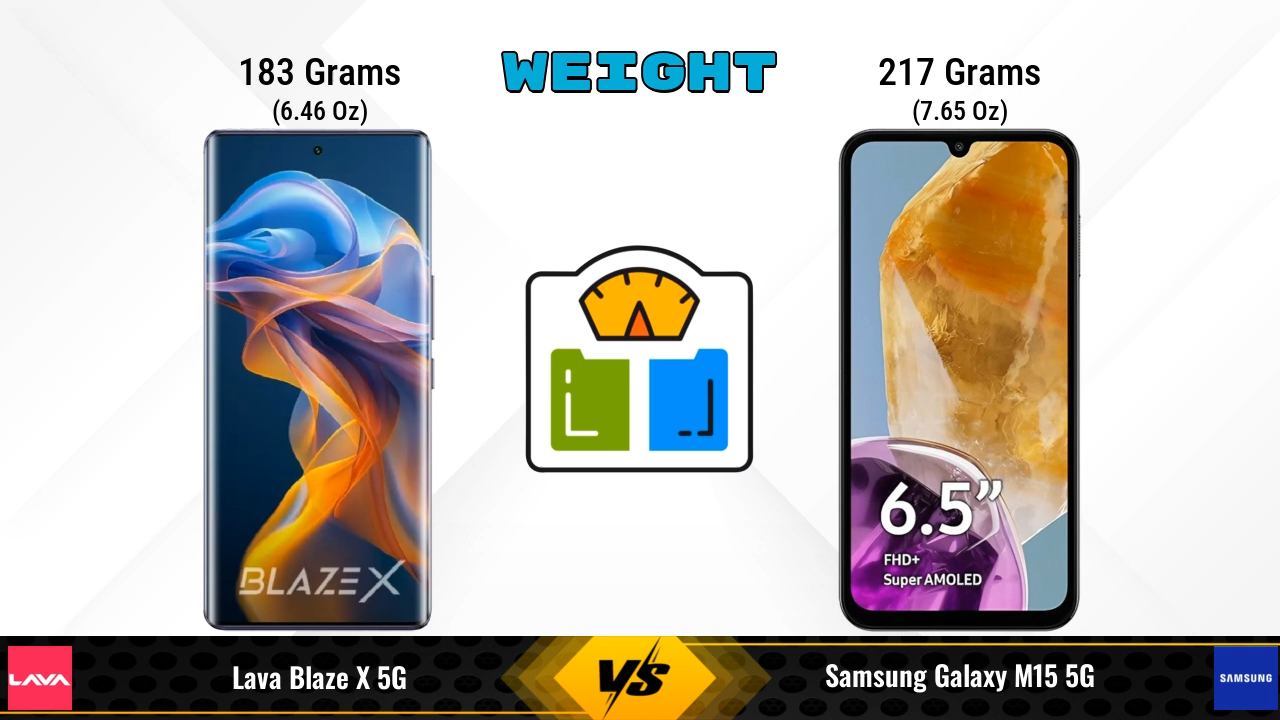 WEIGHT
183 Grams
(6.46 Oz)
217 Grams
(7.65 Oz)
BLAZE X
6.5”
FHD+
Super AMOLED
LAVA
Lava Blaze X 5G
VS
Samsung Galaxy M15 5G
SAMSUNG